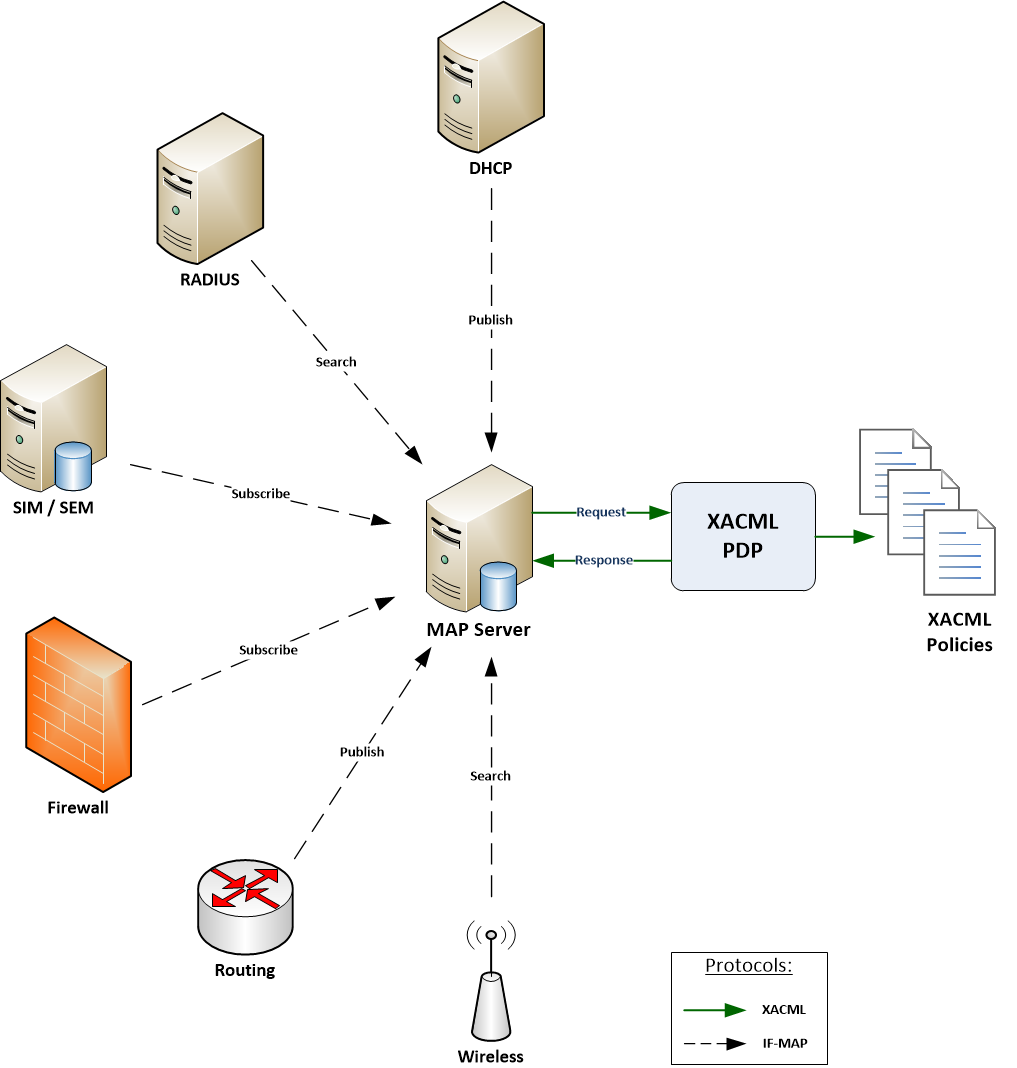 DHCP
RADIUS
Publish
Search
SIM / SEM
Subscribe
Request
Response
XACML
PDP
MAP Server
XACML
Policies
Subscribe
Firewall
Publish
Search
Routing
Wireless
Protocols:
XACML
IF-MAP